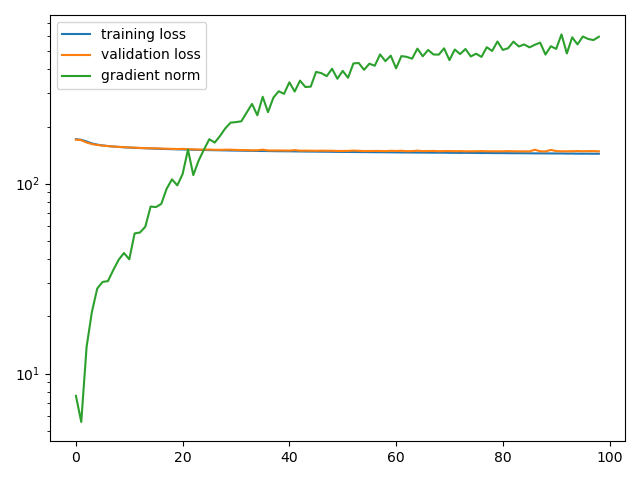 training loss
validation loss
gradient norm
10²
10¹
0 20 40 60 80 100